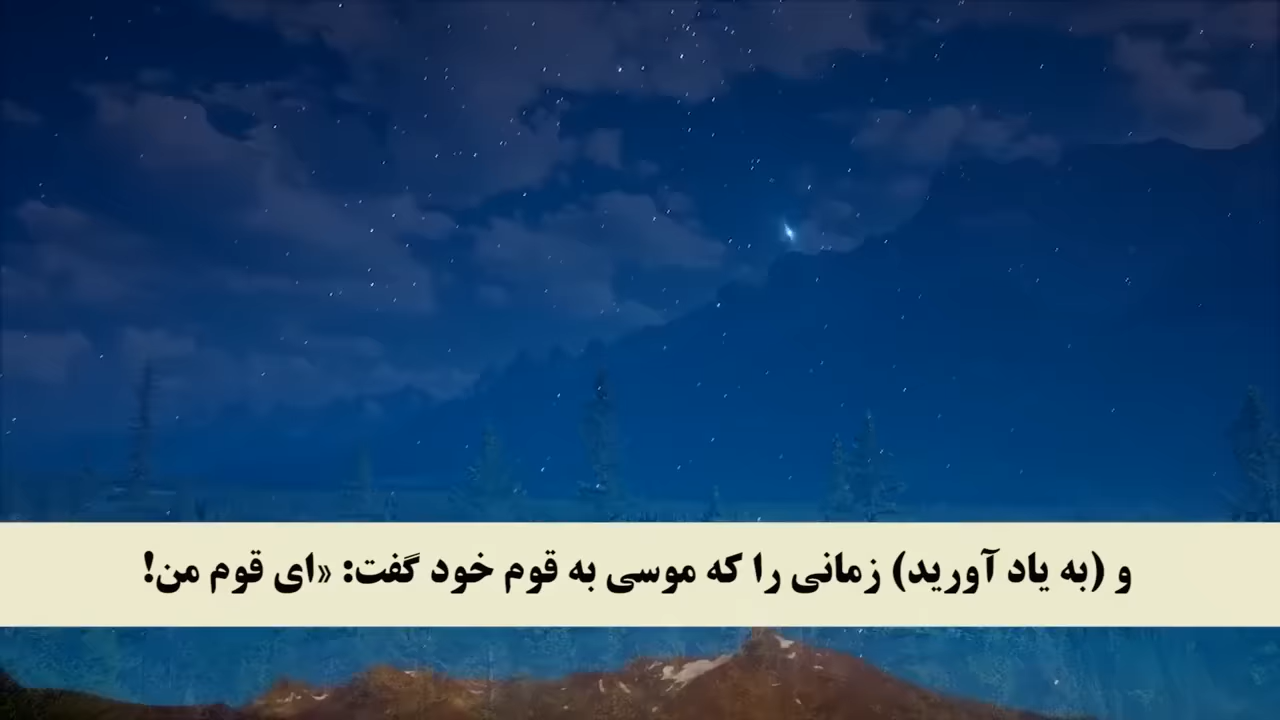 و (به یاد آورید) زمانی را که موسی به قوم خود گفت: «ای قوم من!